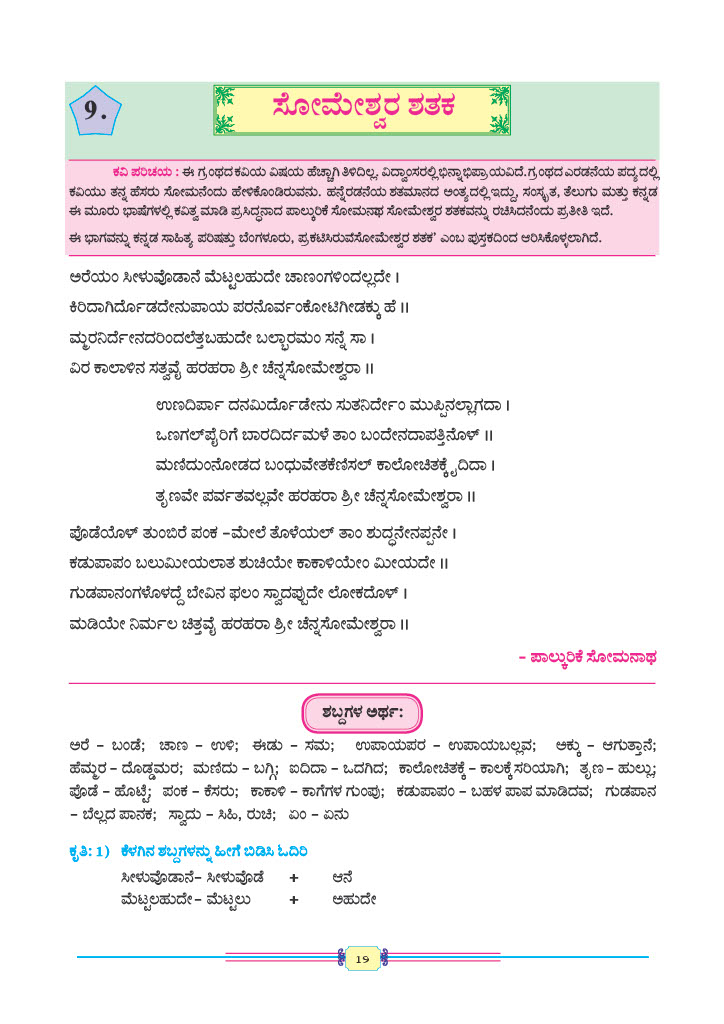 9.
ಸೋಮೇಶ್ವರ ಶತಕ
ಕವಿ ಪರಿಚಯ : ಈ ಗ್ರಂಥದ ಕವಿಯ ವಿಷಯ ಹೆಚ್ಚಾಗಿ ತಿಳಿದಿಲ್ಲ. ವಿದ್ವಾಂಸರಲ್ಲಿ ಭಿನ್ನಾಭಿಪ್ರಾಯವಿದೆ. ಗ್ರಂಥದ ಎರಡನೆಯ ಪದ್ಯದಲ್ಲಿ
ಕವಿಯು ತನ್ನ ಹೆಸರು ಸೋಮನೆಂದು ಹೇಳಿಕೊಂಡಿರುವನು. ಹನ್ನೆರಡನೆಯ ಶತಮಾನದ ಅಂತ್ಯದಲ್ಲಿ ಇದ್ದು, ಸಂಸ್ಕೃತ, ತೆಲುಗು ಮತ್ತು ಕನ್ನಡ
ಈ ಮೂರು ಭಾಷೆಗಳಲ್ಲಿ ಕವಿತ್ವ ಮಾಡಿ ಪ್ರಸಿದ್ಧನಾದ ಪಾಲ್ಕುರಿಕೆ ಸೋಮನಾಥ ಸೋಮೇಶ್ವರ ಶತಕವನ್ನು ರಚಿಸಿದನೆಂದು ಪ್ರತೀತಿ ಇದೆ.
ಈ ಭಾಗವನ್ನು ಕನ್ನಡ ಸಾಹಿತ್ಯ ಪರಿಷತ್ತು ಬೆಂಗಳೂರು, ಪ್ರಕಟಿಸಿರುವಸೋಮೇಶ್ವರ ಶತಕ’ ಎಂಬ ಪುಸ್ತಕದಿಂದ ಆರಿಸಿಕೊಳ್ಳಲಾಗಿದೆ.
ಅರೆಯಂ ಸೀಳುವೊಡಾನೆ ಮೆಟ್ಟಲಹುದೇ ಚಾಣಂಗಳಿಂದಲ್ಲದೇ ।
ಕಿರಿದಾಗಿರ್ದೊಡದೇನುಪಾಯ ಪರನೊರ್ವಂಕೋಟಿಗೀಡಕ್ಕು ಹೆ ॥
ಮ್ಮರನಿರ್ದೇನದರಿಂದಲೆತ್ತಬಹುದೇ ಬಲ್ಭಾರಮಂ ಸನ್ನೆ ಸಾ ।
ವಿರ ಕಾಲಾಳಿನ ಸತ್ವವೈ ಹರಹರಾ ಶ್ರೀ ಚೆನ್ನಸೋಮೇಶ್ವರಾ ॥
ಉಣದಿರ್ಪಾ ದನಮಿರ್ದೊಡೇನು ಸುತನಿರ್ದೇಂ ಮುಪ್ಪಿನಲ್ಲಾಗದಾ ।
ಒಣಗಲ್ಪೈರಿಗೆ ಬಾರದಿರ್ದಮಳೆ ತಾಂ ಬಂದೇನದಾಪತ್ತಿನೊಳ್ ॥
ಮಣಿದುಂನೋಡದ ಬಂಧುವೇತಕೆಣಿಸಲ್ ಕಾಲೋಚಿತಕ್ಕೈದಿದಾ ।
ತೃಣವೇ ಪರ್ವತವಲ್ಲವೇ ಹರಹರಾ ಶ್ರೀ ಚೆನ್ನಸೋಮೇಶ್ವರಾ ॥
ಪೊಡೆಯೊಳ್ ತುಂಬಿರೆ ಪಂಕ -ಮೇಲೆ ತೊಳೆಯಲ್ ತಾಂ ಶುದ್ಧನೇನಪ್ಪನೇ ।
ಕಡುಪಾಪಂ ಬಲುಮೀಯಲಾತ ಶುಚಿಯೇ ಕಾಕಾಳಿಯೇಂ ಮೀಯದೇ ॥
ಗುಡಪಾನಂಗಳೊಳದ್ದೆ ಬೇವಿನ ಫಲಂ ಸ್ವಾದಪ್ಪುದೇ ಲೋಕದೊಳ್ ।
ಮಡಿಯೇ ನಿರ್ಮಲ ಚಿತ್ತವೈ ಹರಹರಾ ಶ್ರೀ ಚೆನ್ನಸೋಮೇಶ್ವರಾ ॥
- ಪಾಲ್ಕುರಿಕೆ ಸೋಮನಾಥ
ಶಬ್ದಗಳ ಅರ್ಥ:
ಅರೆ - ಬಂಡೆ; ಚಾಣ - ಉಳಿ; ಈಡು - ಸಮ; ಉಪಾಯಪರ - ಉಪಾಯಬಲ್ಲವ; ಅಕ್ಕು - ಆಗುತ್ತಾನೆ;
ಹೆಮ್ಮರ - ದೊಡ್ಡಮರ; ಮಣಿದು - ಬಗ್ಗಿ; ಐದಿದಾ - ಒದಗಿದ; ಕಾಲೋಚಿತಕ್ಕೆ - ಕಾಲಕ್ಕೆ ಸರಿಯಾಗಿ; ತೃಣ - ಹುಲ್ಲು;
ಪೊಡೆ - ಹೊಟ್ಟೆ; ಪಂಕ - ಕೆಸರು; ಕಾಕಾಳಿ - ಕಾಗೆಗಳ ಗುಂಪು; ಕಡುಪಾಪಂ - ಬಹಳ ಪಾಪ ಮಾಡಿದವ; ಗುಡಪಾನ
- ಬೆಲ್ಲದ ಪಾನಕ; ಸ್ವಾದು - ಸಿಹಿ, ರುಚಿ; ಏಂ - ಏನು
ಕೃತಿ: 1) ಕೆಳಗಿನ ಶಬ್ದಗಳನ್ನು ಹೀಗೆ ಬಿಡಿಸಿ ಓದಿರಿ
ಸೀಳುವೊಡಾನೆ- ಸೀಳುವೊಡೆ + ಆನೆ
ಮೆಟ್ಟಲಹುದೇ - ಮೆಟ್ಟಲು + ಅಹುದೇ
19